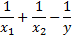 1/x₁ + 1/x₂ − 1/y